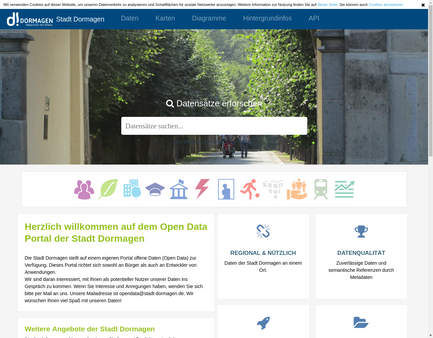 Wir verwenden Cookies auf dieser Website, um unseren Datenverkehr zu analysieren und Schaltflächen für soziale Netzwerke anzuzeigen. Weitere Information zur Nutzung finden Sie auf dieser Seite. Sie können auch Cookies akzeptieren.
d! DORMAGEN
Stadt Dormagen
Daten
Karten
Diagramme
Hintergrundinfos
API
Datensätze erforschen
Datensätze suchen...
Herzlich willkommen auf dem Open Data
Portal der Stadt Dormagen
Die Stadt Dormagen stellt auf einem eigenen Portal offene Daten (Open Data) zur
Verfügung. Dieses Portal richtet sich sowohl an Bürger als auch an Entwickler von
Anwendungen.
Wir sind daran interessiert, mit Ihnen als potentieller Nutzer unserer Daten ins
Gespräch zu kommen. Wenn Sie Interesse und Anregungen haben, wenden Sie sich
bitte per Mail an uns. Unsere Mailadresse ist opendata@stadt-dormagen.de. Wir
wünschen Ihnen viel Spaß mit unseren Daten!
REGIONAL & NÜTZLICH
Daten der Stadt Dormagen an einem
Ort.
DATENQUALITÄT
Zuverlässige Daten und
semantische Referenzen durch
Metadaten
Weitere Angebote der Stadt Dormagen